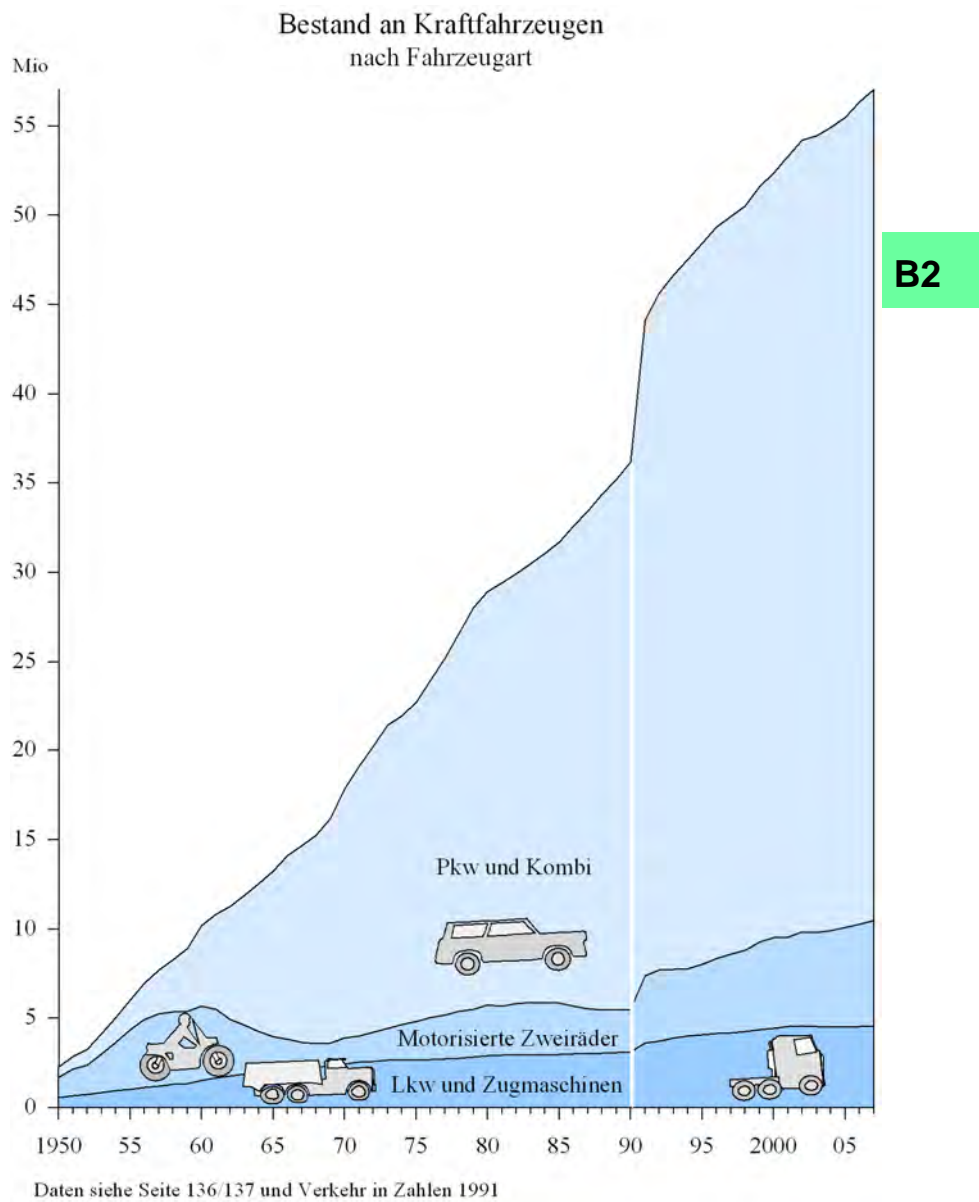 Bestand an Kraftfahrzeugen
nach Fahrzeugart
Mio
55
50
B2
45
40
35
30
25
20
15
Pkw und Kombi
10
5
Motorisierte Zweiräder
Lkw und Zugmaschinen
0
1950 55 60 65 70 75 80 85 90 95 2000 05
Daten siehe Seite 136/137 und Verkehr in Zahlen 1991